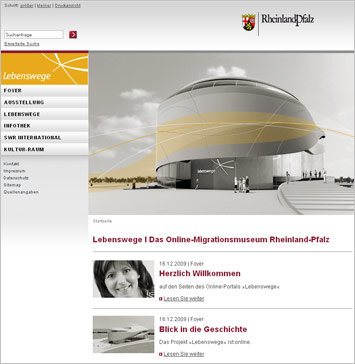 Schrift: größer | kleiner | Druckansicht
RheinlandPfalz
Suchanfrage
Erweiterte Suche
Lebenswege
FOYER
AUSSTELLUNG
LEBENSWEGE
INFOTHEK
SWR INTERNATIONAL
KULTUR-RAUM
Kontakt
Impressum
Datenschutz
Sitemap
Quellenangaben
lebenswege
Startseite
Lebenswege I Das Online-Migrationsmuseum Rheinland-Pfalz
16.12.2009 | Foyer
Herzlich Willkommen
auf den Seiten des Online-Portals »Lebenswege«
Lesen Sie weiter
16.12.2009 | Foyer
Blick in die Geschichte
Das Projekt »Lebenswege« ist online.
Lesen Sie weiter